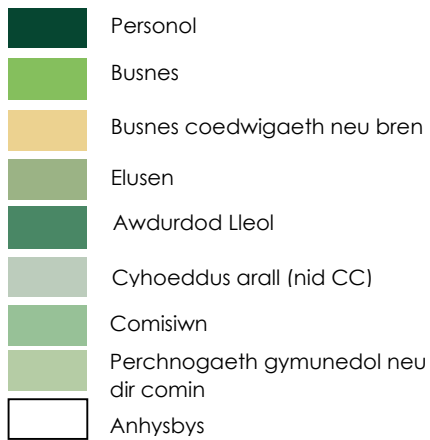 Personol
Busnes
Busnes coedwigaeth neu bren
Elusen
Awdurdod Lleol
Cyhoeddus arall (nid CC)
Comisiwn
Perchnogaeth gymunedol neu
dir comin
Anhysbys